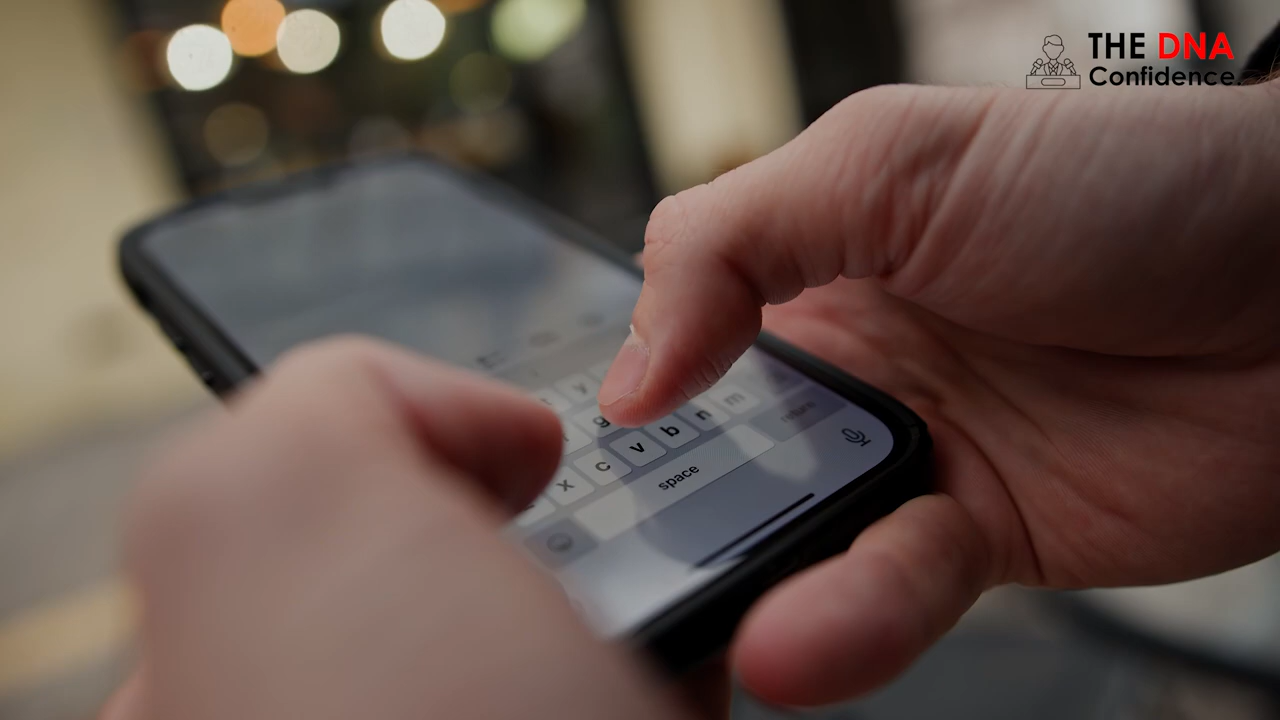 THE DNA
Confidence
y
g
b n m
x c v
space
return